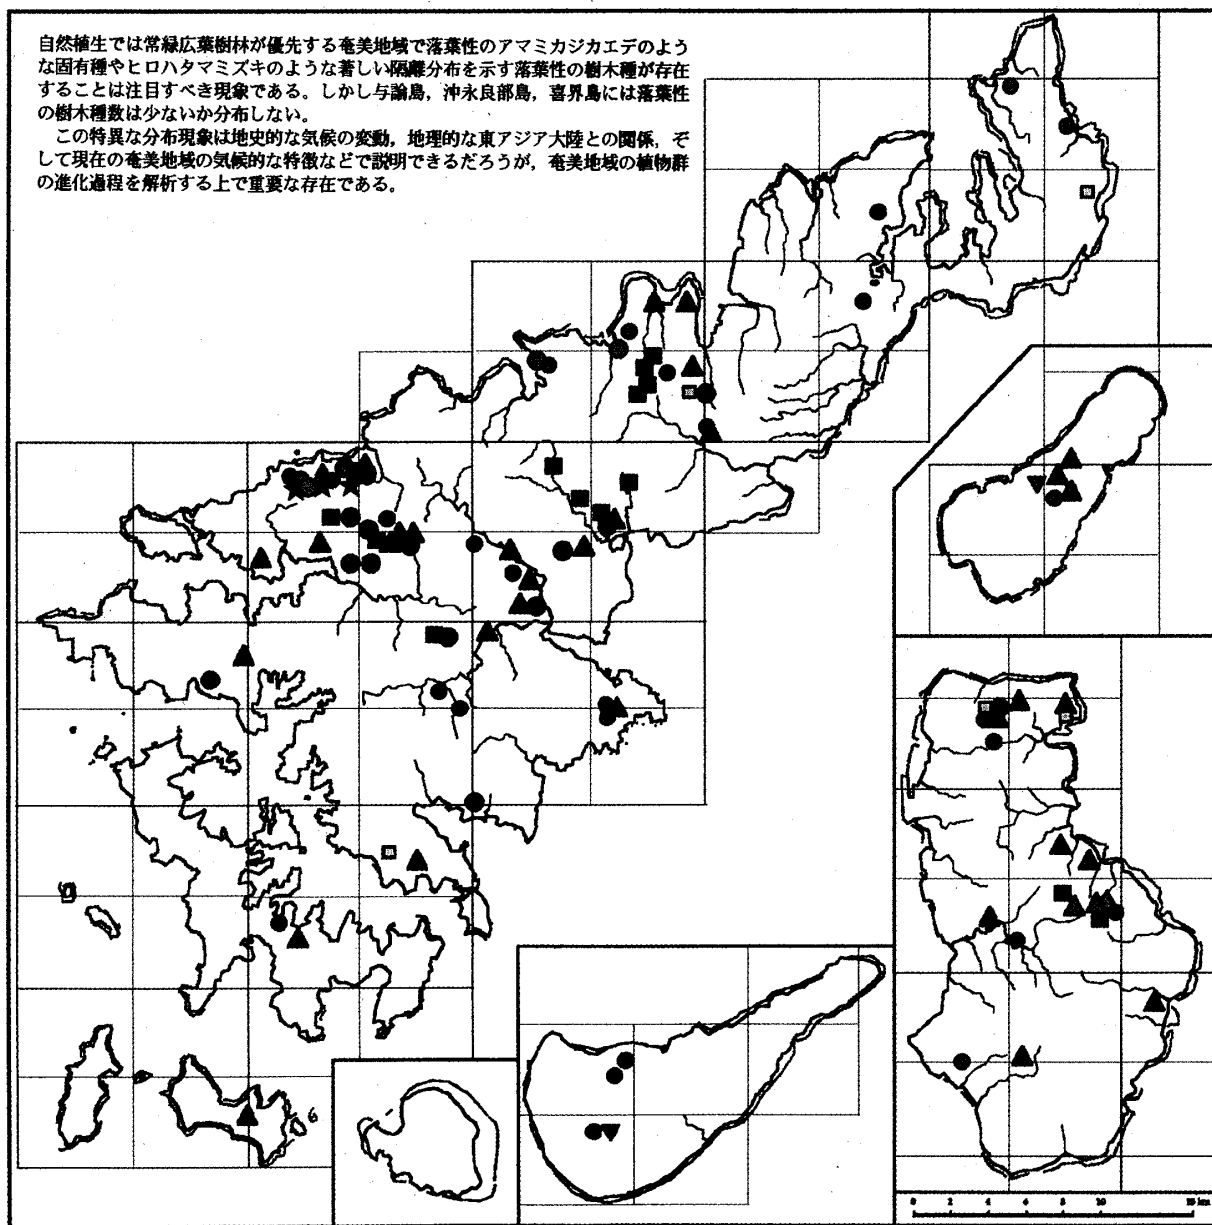 自然植生では常緑広葉樹林が優先する奄美地域で落葉性のアマミカジカエデのよう
な固有種やヒロハタマミズキのような著しい隔離分布を示す落葉性の樹木種が存在
することは注目すべき現象である。しかし与論島，沖永良部島，喜界島には落葉性
の樹木種数は少ないか分布しない。
この特異な分布現象は地史的な気候の変動，地理的な東アジア大陸との関係，そ
して現在の奄美地域の気候的な特徴などで説明できるだろうが，奄美地域の植物群
の進化過程を解析する上で重要な存在である。
0 2 4 6 8 10 15 km